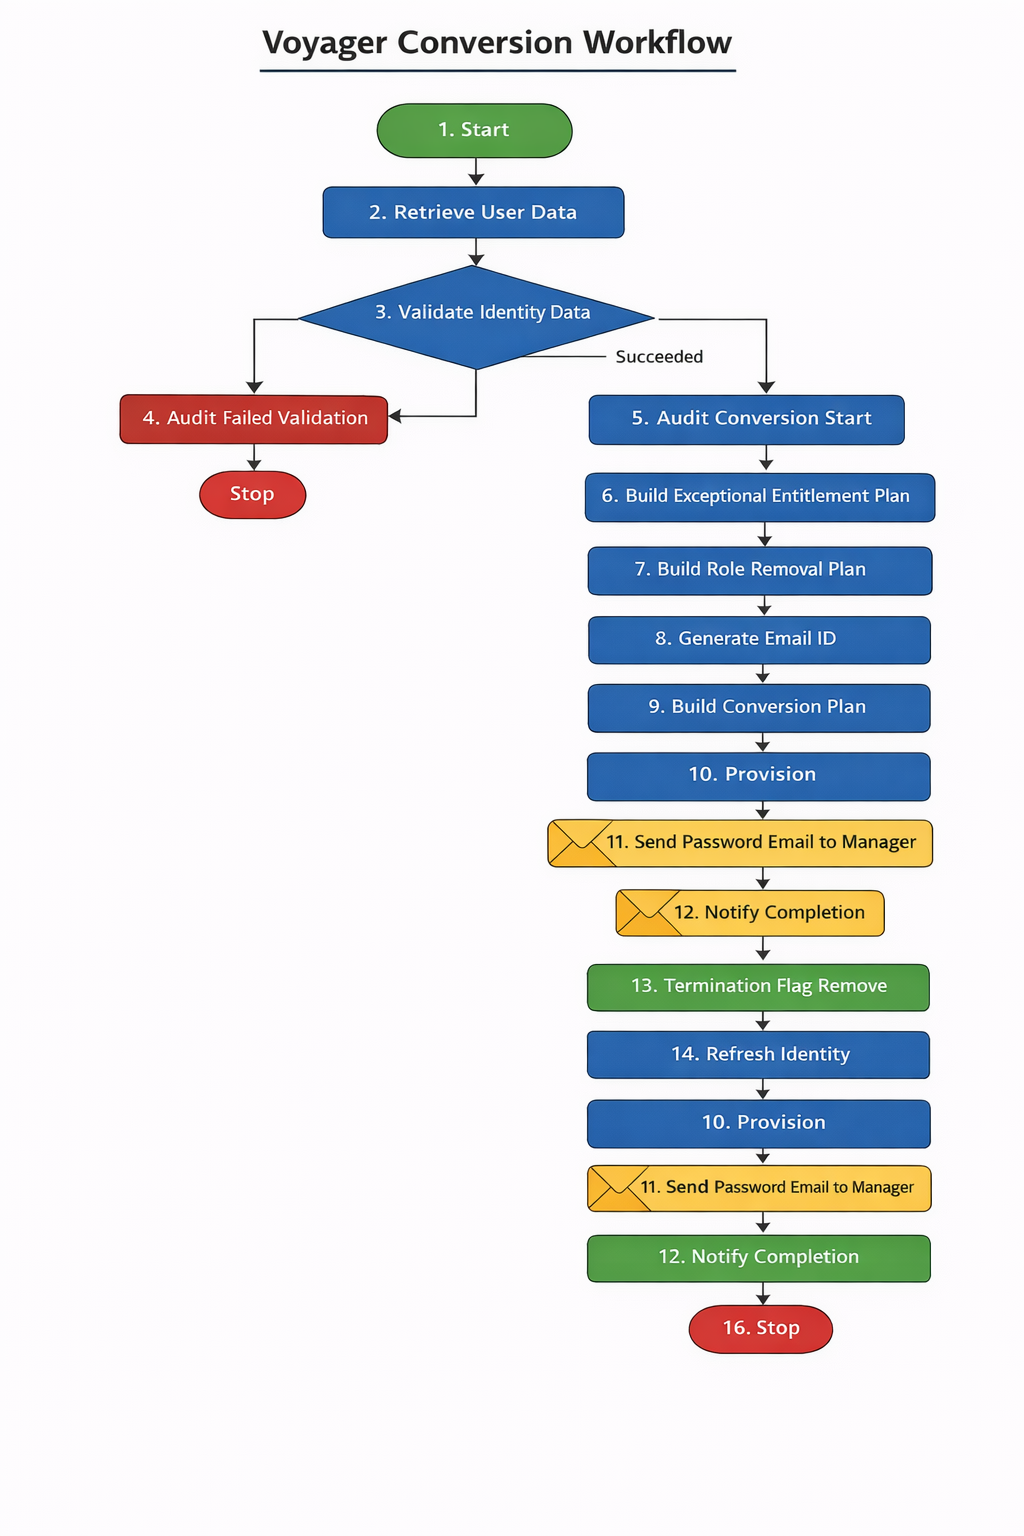 Voyager Conversion Workflow
1. Start
2. Retrieve User Data
3. Validate Identity Data
Succeeded
4. Audit Failed Validation
Stop
5. Audit Conversion Start
6. Build Exceptional Entitlement Plan
7. Build Role Removal Plan
8. Generate Email ID
9. Build Conversion Plan
10. Provision
11. Send Password Email to Manager
12. Notify Completion
13. Termination Flag Remove
14. Refresh Identity
10. Provision
11. Send Password Email to Manager
12. Notify Completion
16. Stop